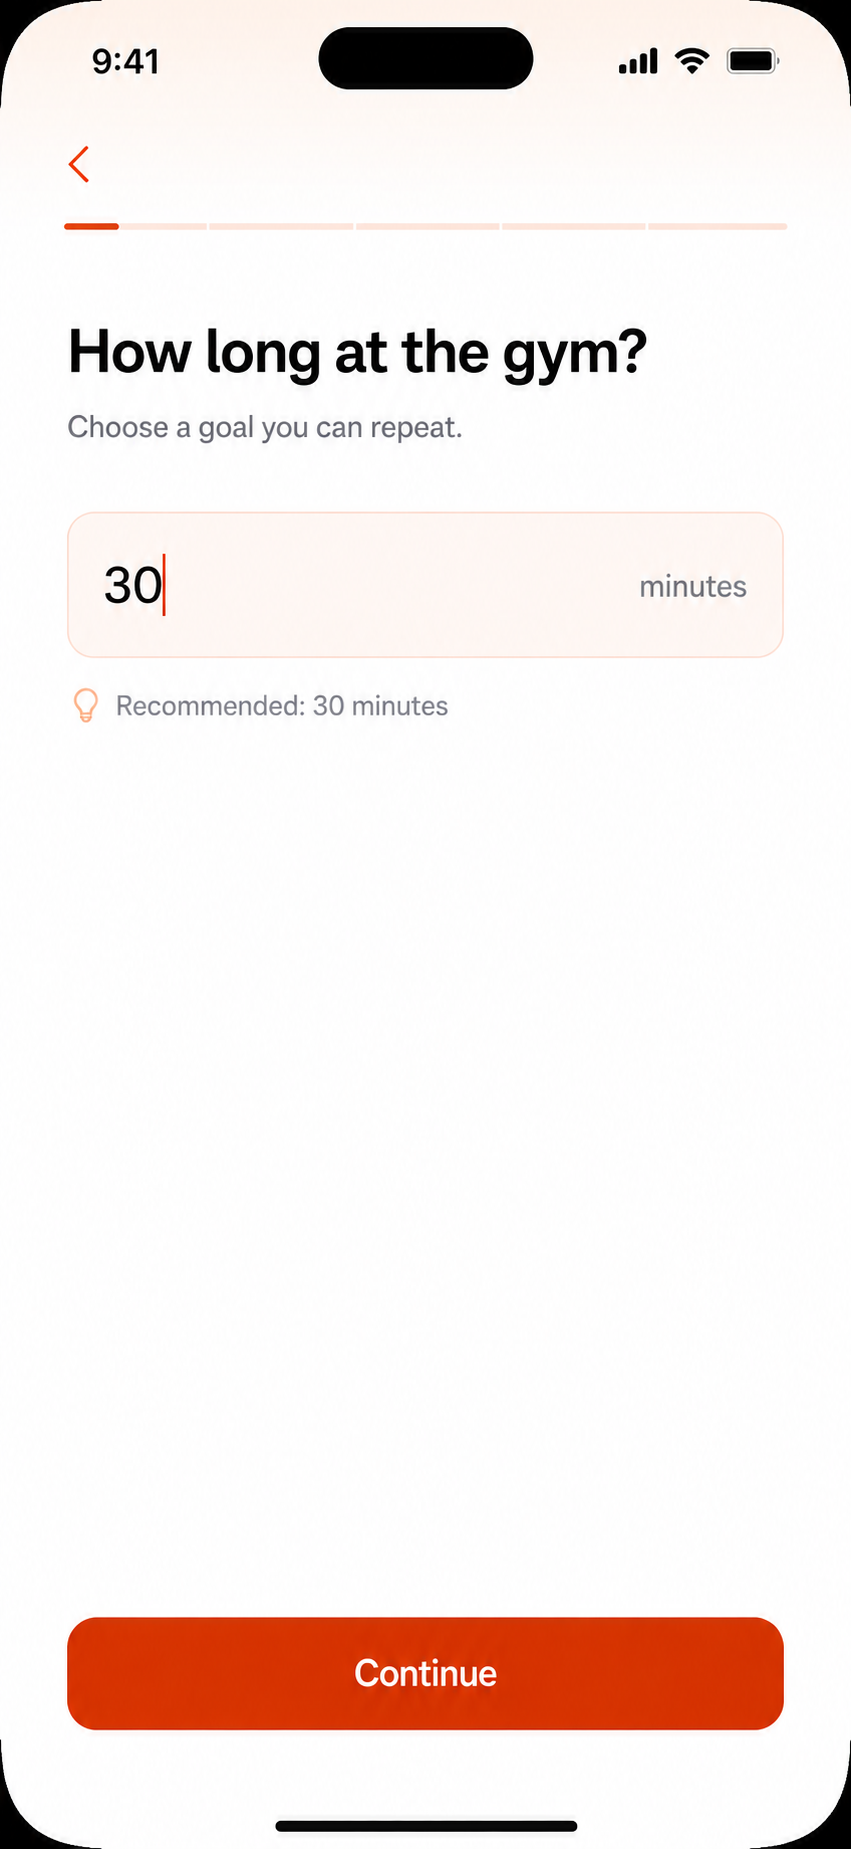 9:41
How long at the gym?
Choose a goal you can repeat.
30 minutes
Recommended: 30 minutes
Continue